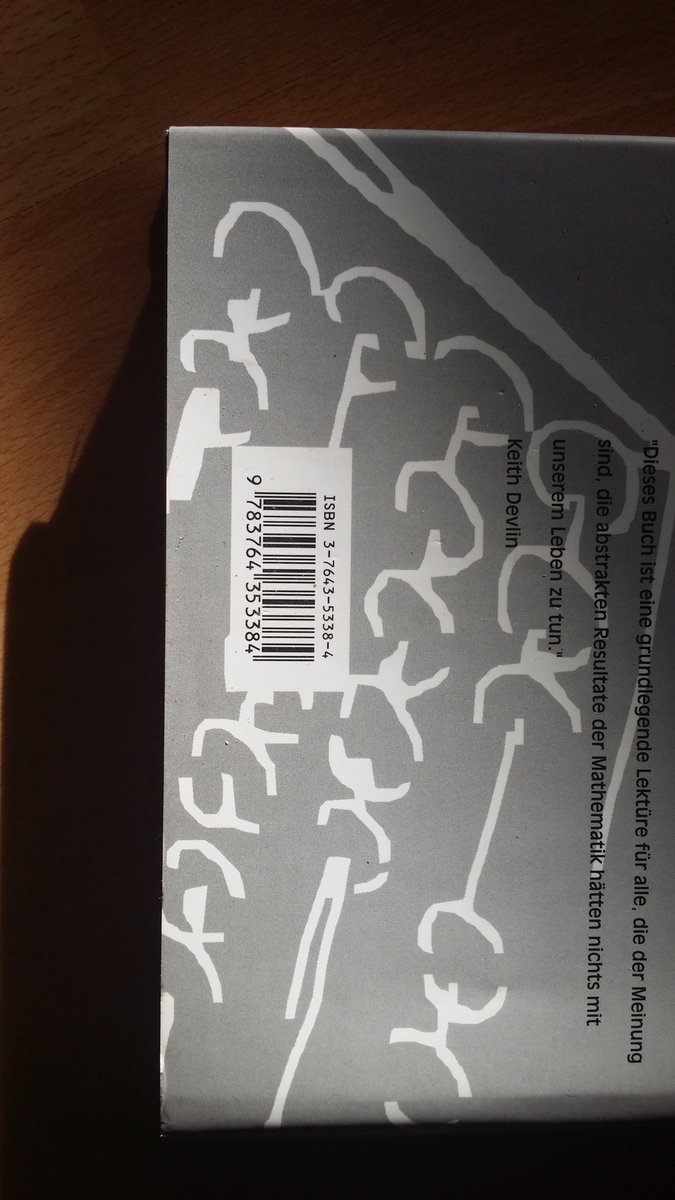 "Dieses Buch ist eine grundlegende Lektüre für alle, die der Meinung
sind, die abstrakten Resultate der Mathematik hätten nichts mit
unserem Leben zu tun."
Keith Devlin
ISBN 3-7643-5338-4
9 783764 353384